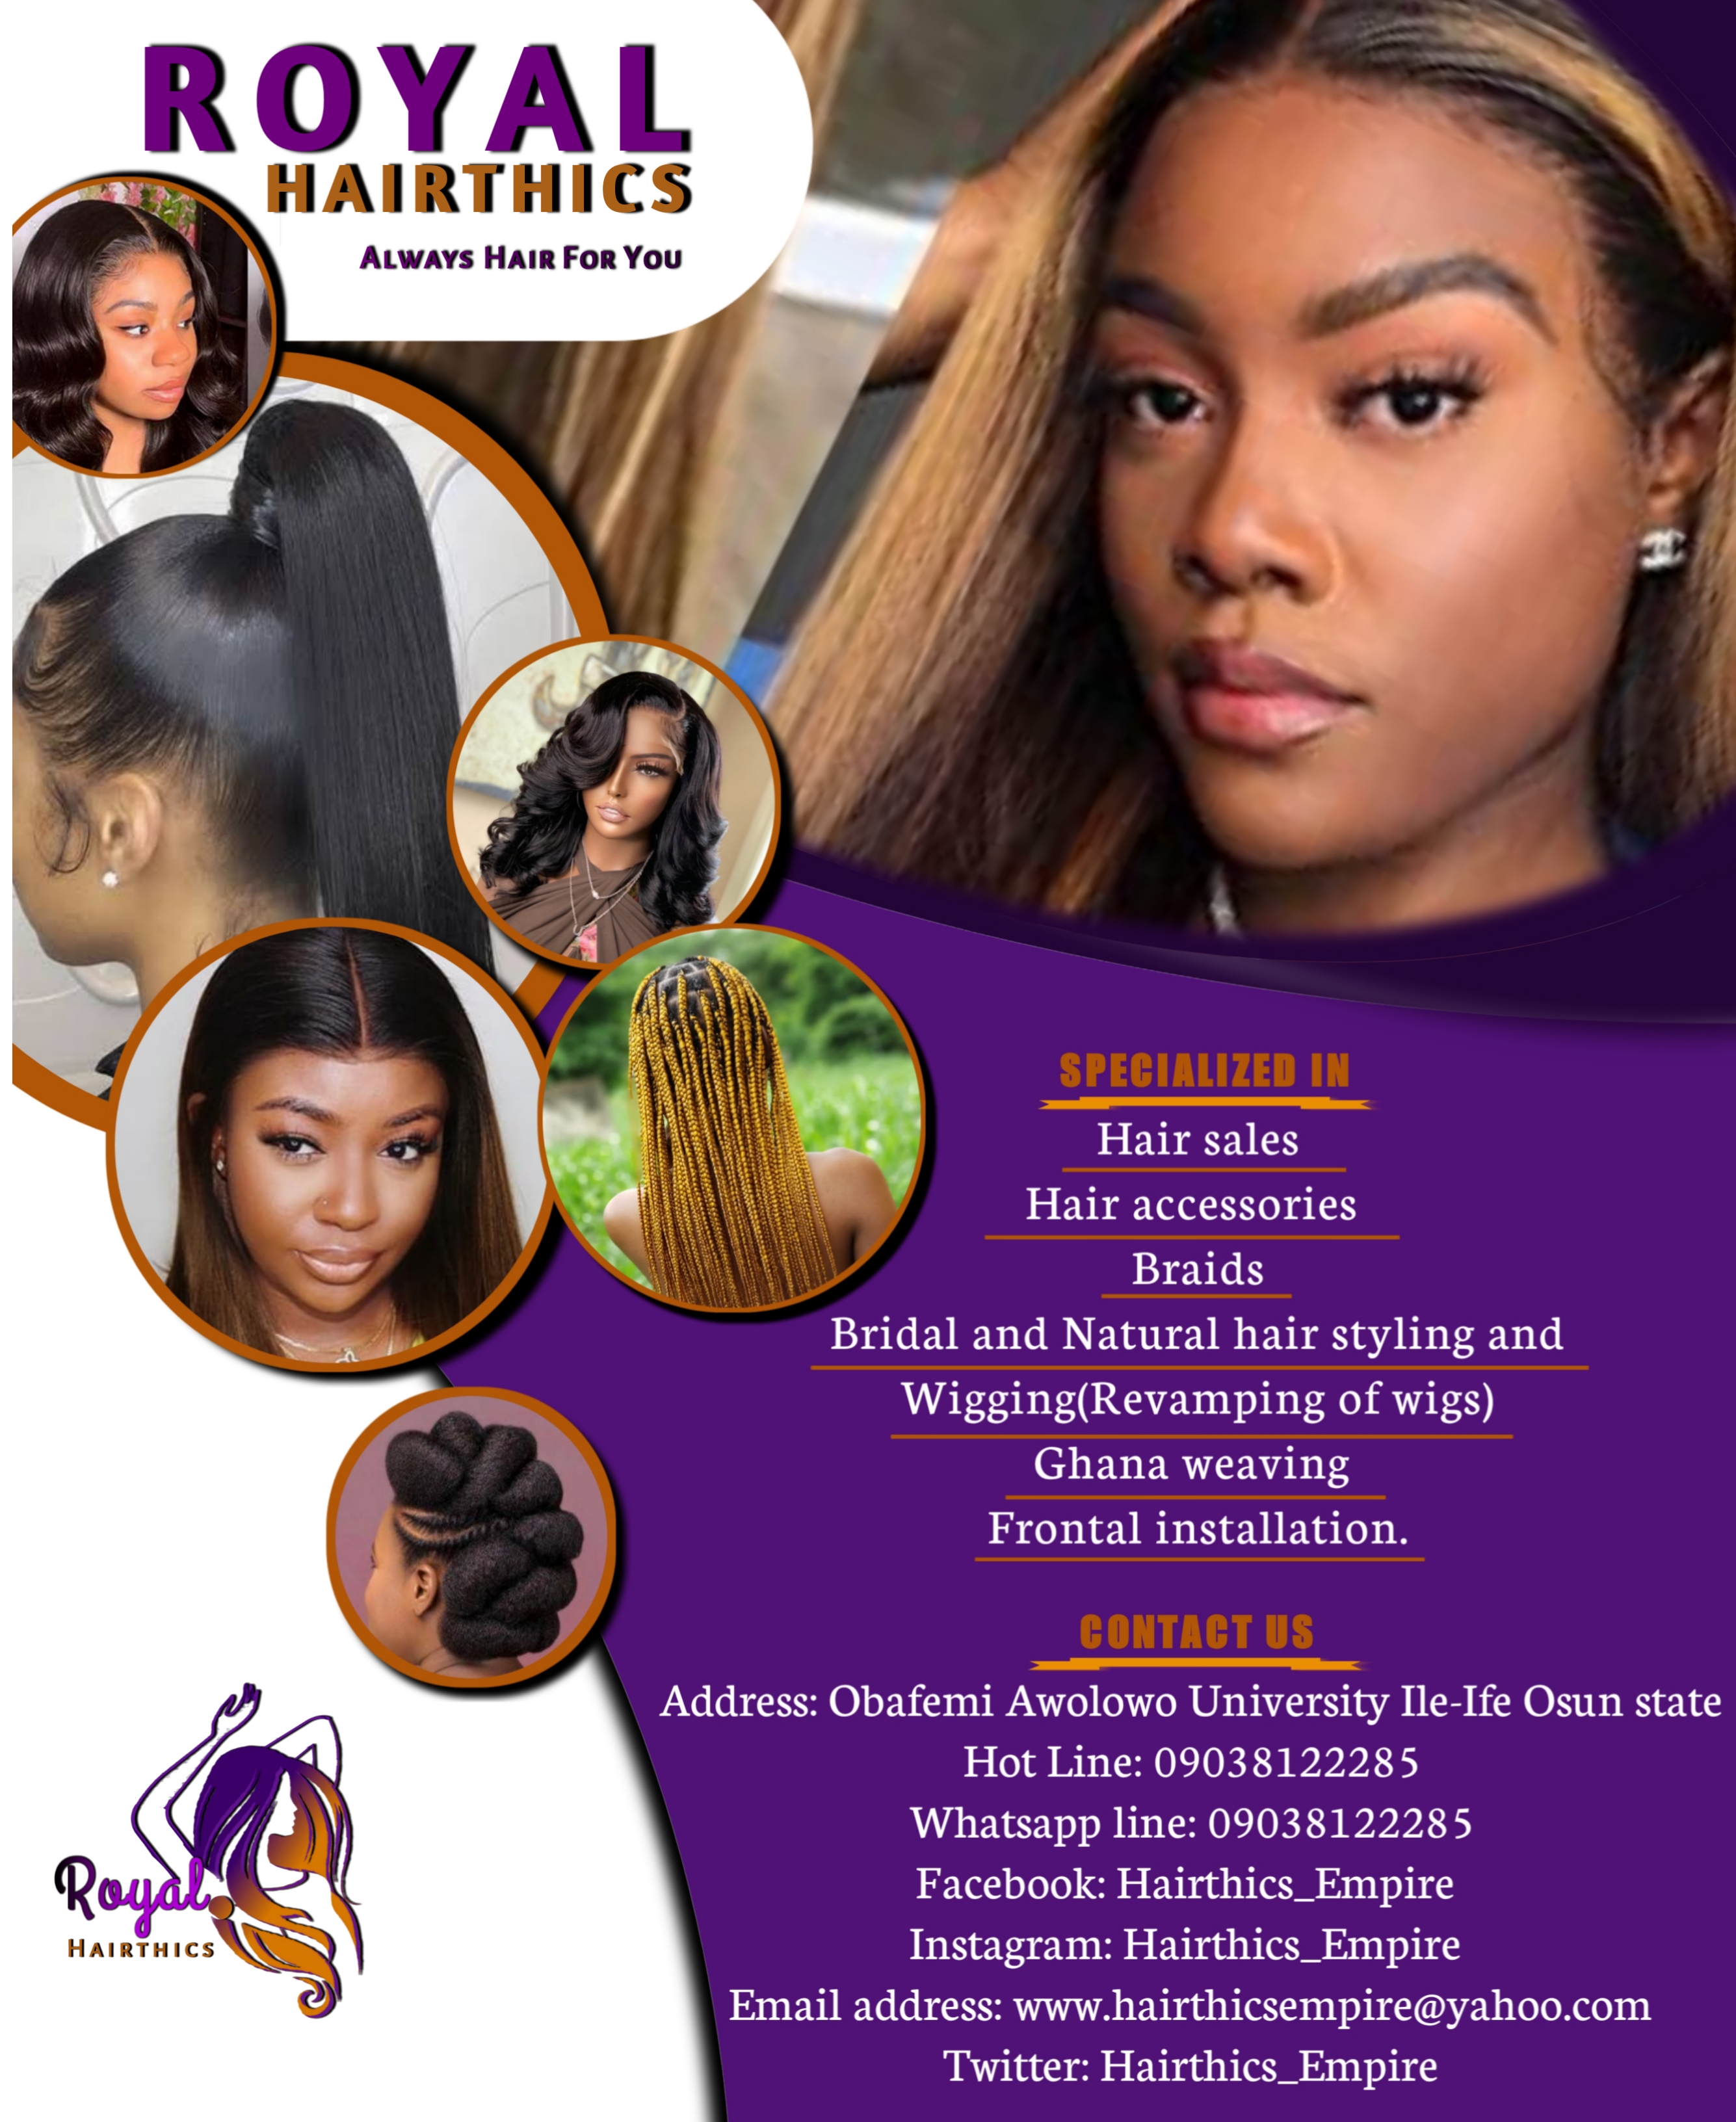 ROYAL
HAIRTHICS
ALWAYS HAIR FOR YOU
SPECIALIZED IN
Hair sales
Hair accessories
Braids
Bridal and Natural hair styling and
Wigging(Revamping of wigs)
Ghana weaving
Frontal installation.
CONTACT US
Address: Obafemi Awolowo University Ile-Ife Osun state
Hot Line: 09038122285
Whatsapp line: 09038122285
Facebook: Hairthics_Empire
Instagram: Hairthics_Empire
Email address: www.hairthicsempire@yahoo.com
Twitter: Hairthics_Empire
Royal.
HAIRTHICS